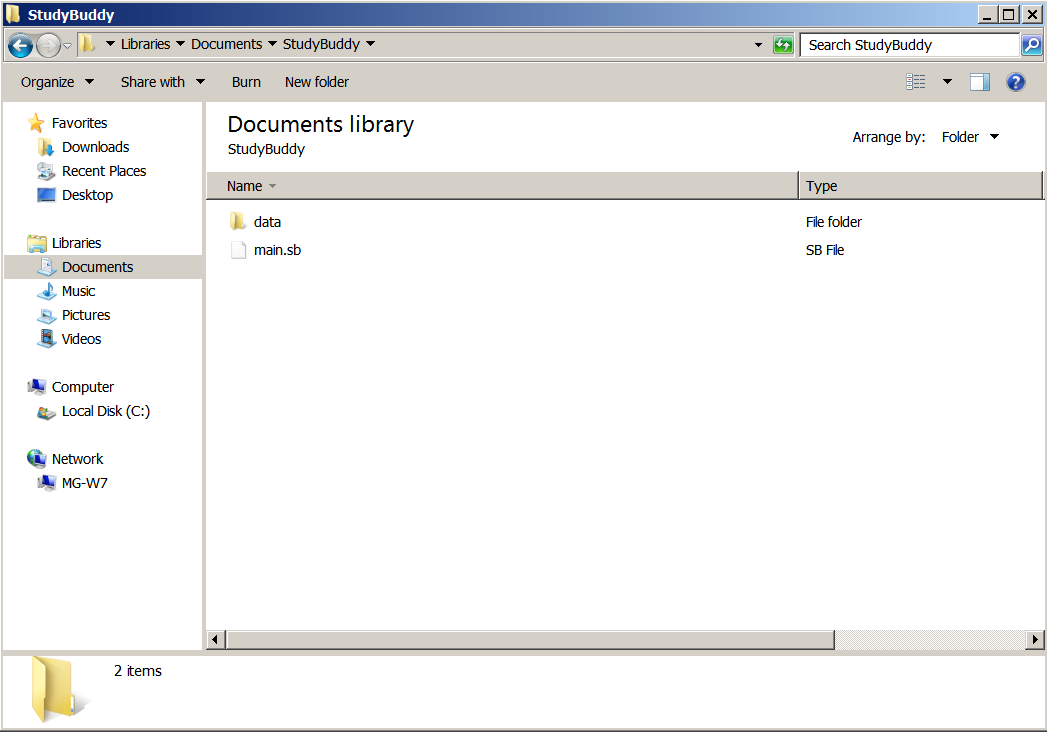 StudyBuddy
Libraries Documents StudyBuddy Search StudyBuddy
Organize Share with Burn New folder
Favorites
Downloads
Recent Places
Desktop
Libraries
Documents
Music
Pictures
Videos
Computer
Local Disk (C:)
Network
MG-W7
Documents library
StudyBuddy
Arrange by: Folder
Name Type
data File folder
main.sb SB File
2 items